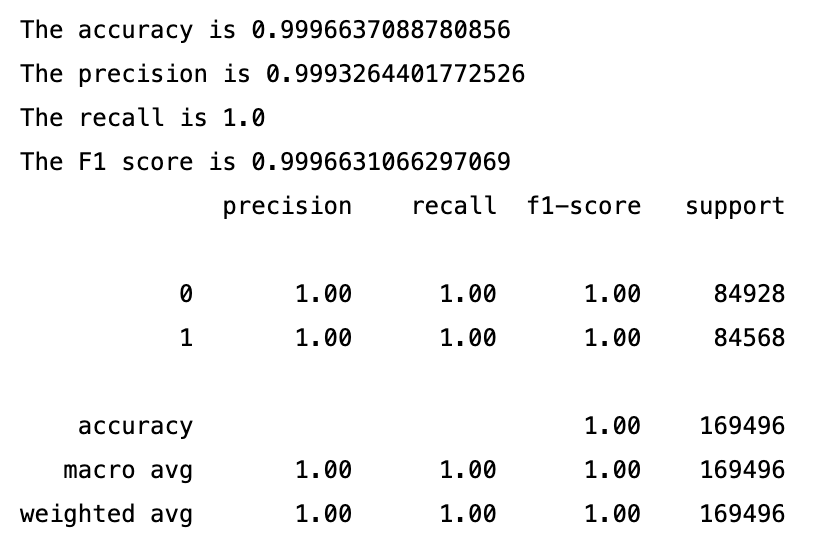 The accuracy is 0.9996637088780856
The precision is 0.9993264401772526
The recall is 1.0
The F1 score is 0.9996631066297069
precision recall f1-score support
0 1.00 1.00 1.00 84928
1 1.00 1.00 1.00 84568
accuracy 1.00 169496
macro avg 1.00 1.00 1.00 169496
weighted avg 1.00 1.00 1.00 169496